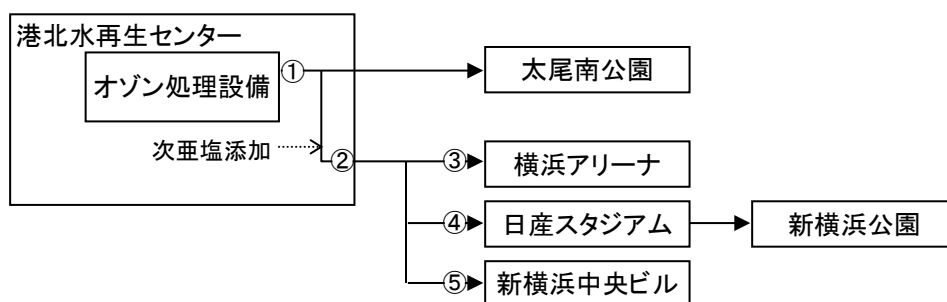 港北水再生センター
オゾン処理設備
①
太尾南公園
次亜塩添加
②
③
横浜アリーナ
④
日産スタジアム
新横浜公園
⑤
新横浜中央ビル